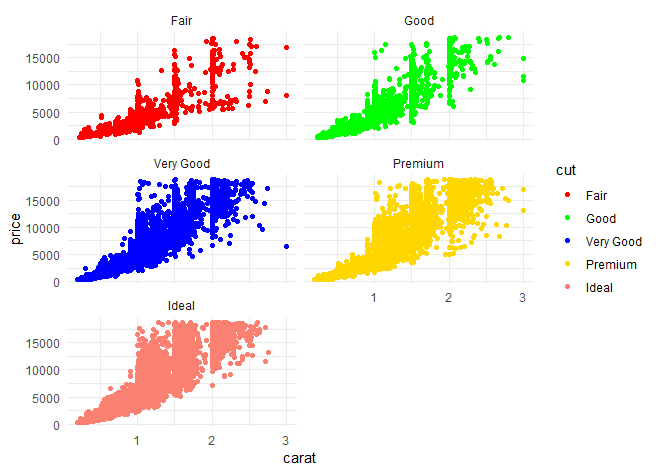 Fair
Good
15000
10000
5000
0
Very Good
Premium
cut
Fair
Good
Very Good
Premium
Ideal
price
15000
10000
5000
0
1 2 3
Ideal
15000
10000
5000
0
1 2 3
carat